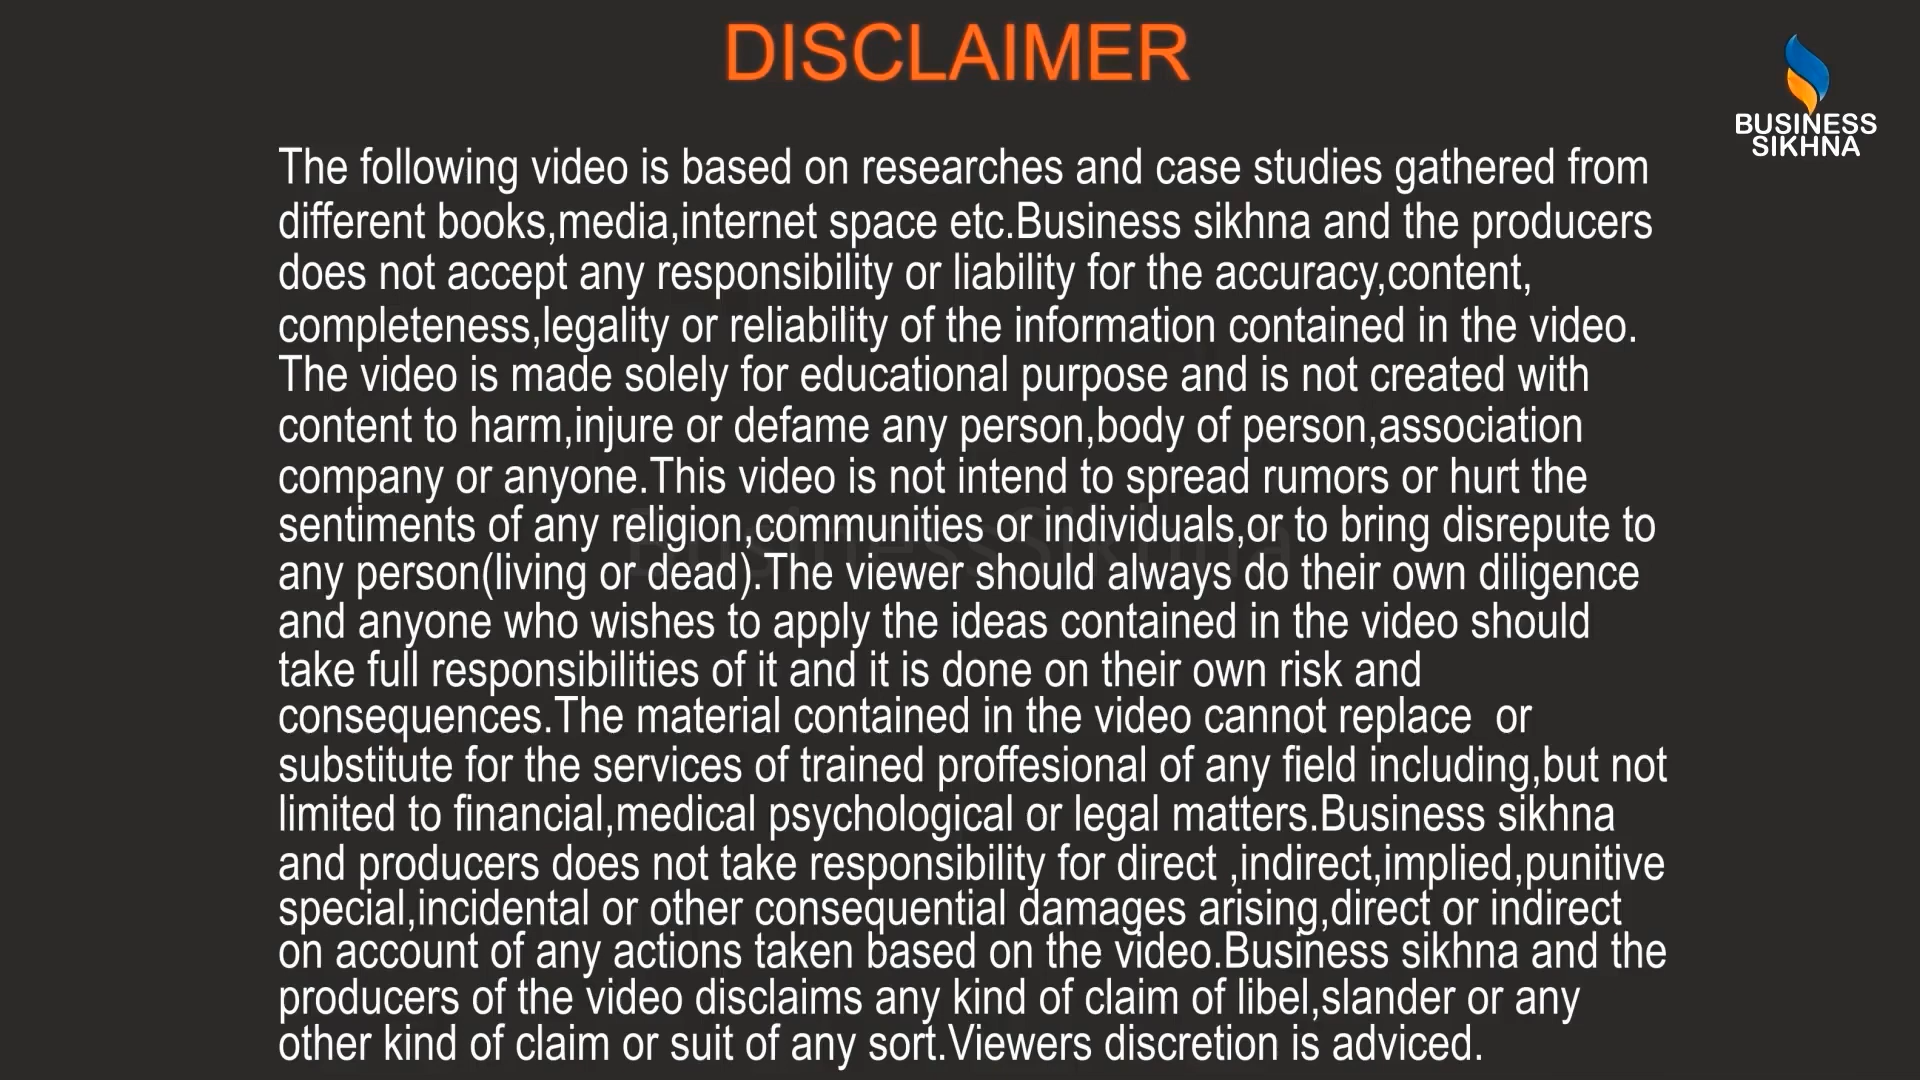 DISCLAIMER
BUSINESS
SIKHNA
The following video is based on researches and case studies gathered from
different books,media,internet space etc.Business sikhna and the producers
does not accept any responsibility or liability for the accuracy,content,
completeness,legality or reliability of the information contained in the video.
The video is made solely for educational purpose and is not created with
content to harm,injure or defame any person,body of person,association
company or anyone.This video is not intend to spread rumors or hurt the
sentiments of any religion,communities or individuals,or to bring disrepute to
any person(living or dead).The viewer should always do their own diligence
and anyone who wishes to apply the ideas contained in the video should
take full responsibilities of it and it is done on their own risk and
consequences.The material contained in the video cannot replace  or
substitute for the services of trained proffesional of any field including,but not
limited to financial,medical psychological or legal matters.Business sikhna
and producers does not take responsibility for direct ,indirect,implied,punitive
special,incidental or other consequential damages arising,direct or indirect
on account of any actions taken based on the video.Business sikhna and the
producers of the video disclaims any kind of claim of libel,slander or any
other kind of claim or suit of any sort.Viewers discretion is adviced.
BusinessSikhna